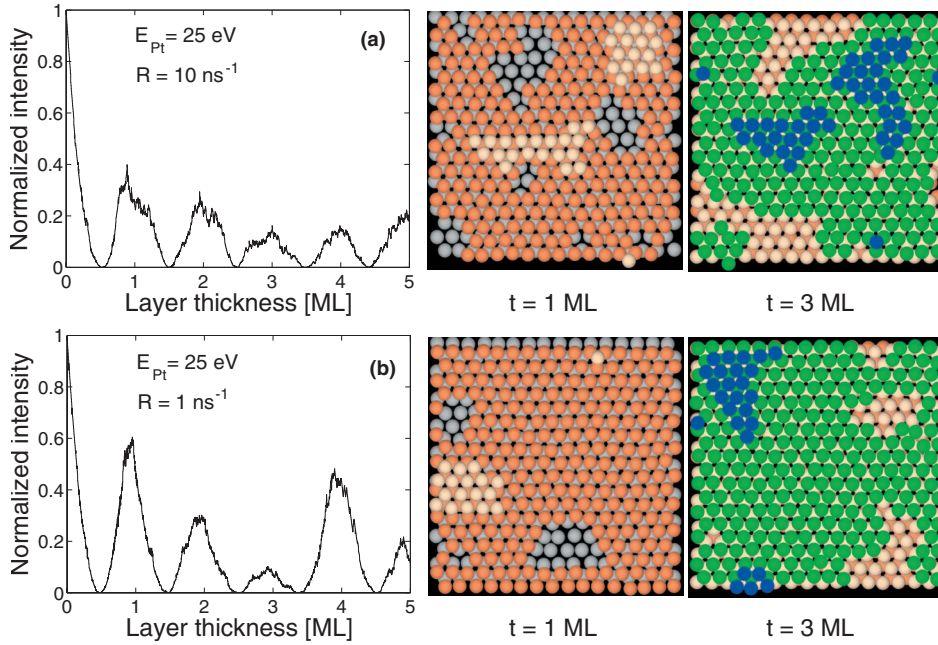 1
0.8
0.6
0.4
0.2
0
0 1 2 3 4 5
Normalized intensity
Layer thickness [ML]
E_Pt = 25 eV
R = 10 ns⁻¹
(a)
t = 1 ML
t = 3 ML
1
0.8
0.6
0.4
0.2
0
0 1 2 3 4 5
Normalized intensity
Layer thickness [ML]
E_Pt = 25 eV
R = 1 ns⁻¹
(b)
t = 1 ML
t = 3 ML